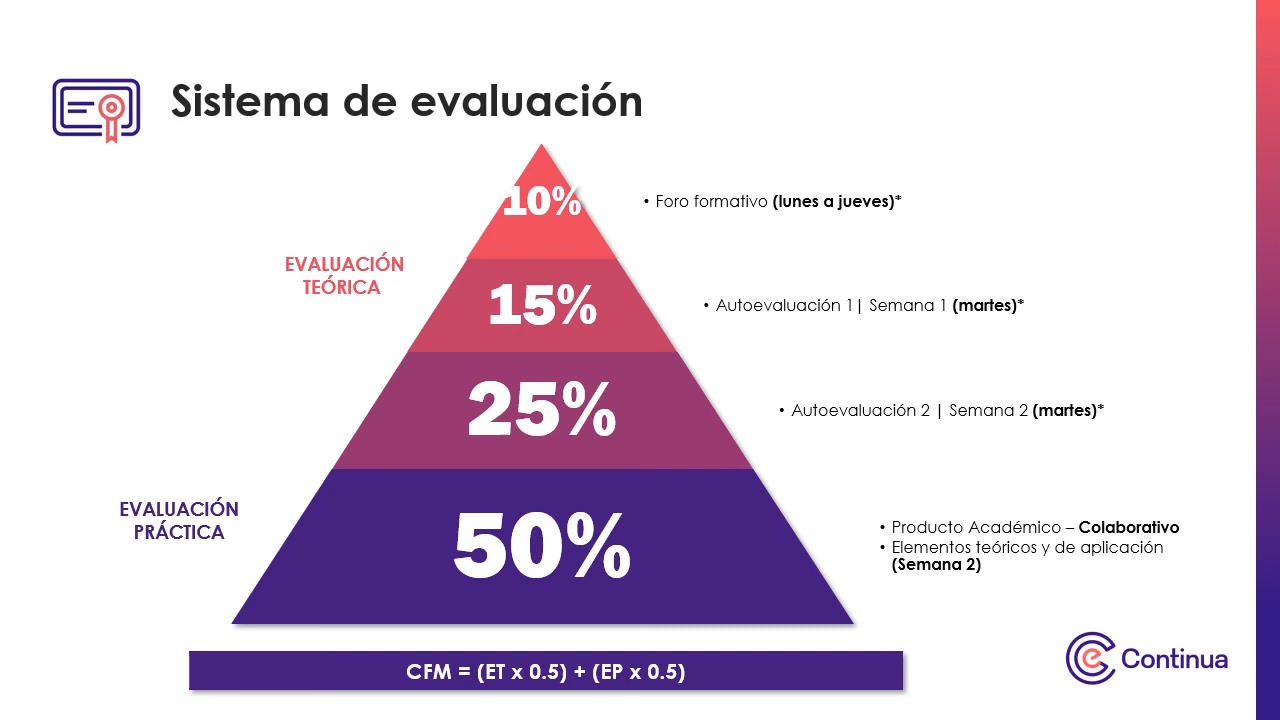 Sistema de evaluación
10%
• Foro formativo (lunes a jueves)*
EVALUACIÓN
TEÓRICA
15%
• Autoevaluación 1| Semana 1 (martes)*
25%
• Autoevaluación 2 | Semana 2 (martes)*
EVALUACIÓN
PRÁCTICA
50%
• Producto Académico – Colaborativo
• Elementos teóricos y de aplicación
(Semana 2)
CFM = (ET x 0.5) + (EP x 0.5)
Continua